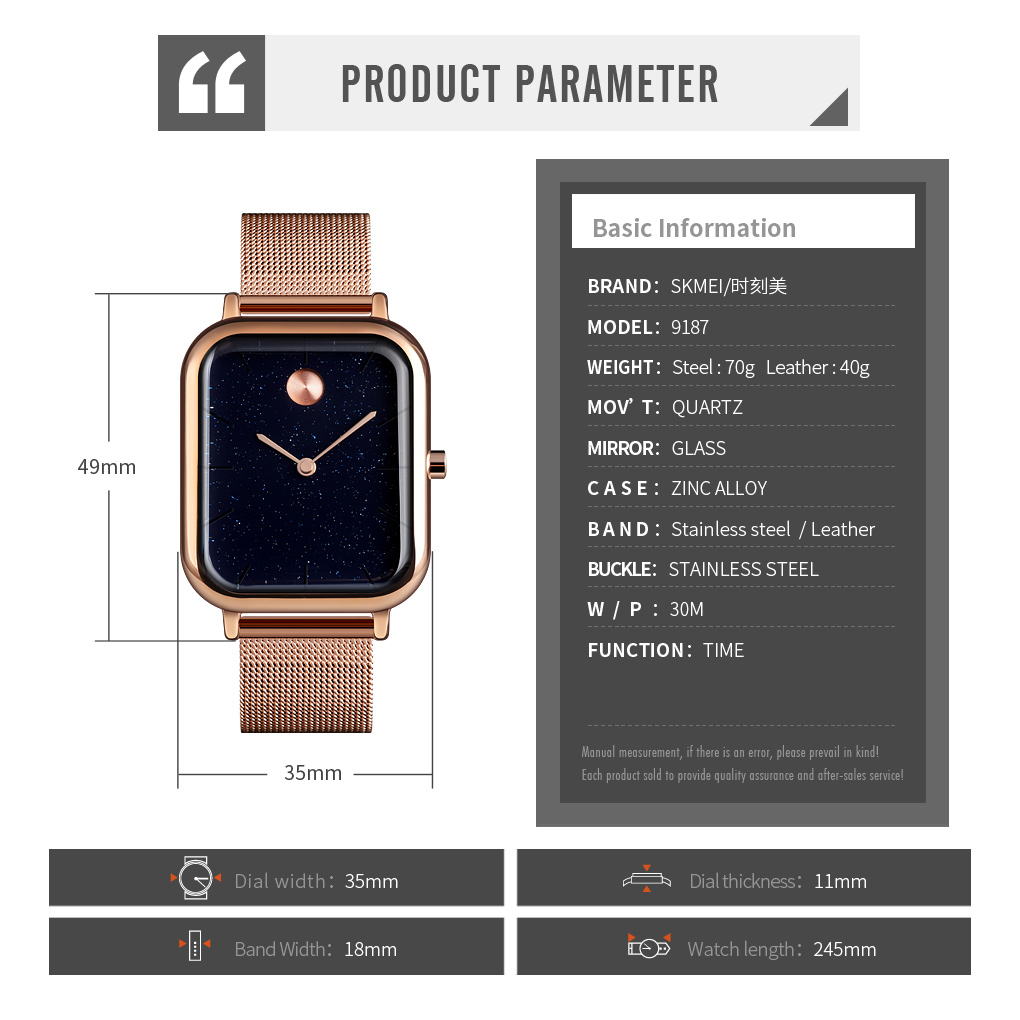 PRODUCT PARAMETER
49mm
35mm
Basic Information
BRAND: SKMEI/时刻美
MODEL: 9187
WEIGHT: Steel : 70g Leather : 40g
MOV’ T: QUARTZ
MIRROR: GLASS
CASE: ZINC ALLOY
BAND: Stainless steel / Leather
BUCKLE: STAINLESS STEEL
W / P : 30M
FUNCTION: TIME
Manual measurement, if there is an error, please prevail in kind!
Each product sold to provide quality assurance and after-sales service!
Dial width: 35mm
Dial thickness: 11mm
Band Width: 18mm
Watch length: 245mm